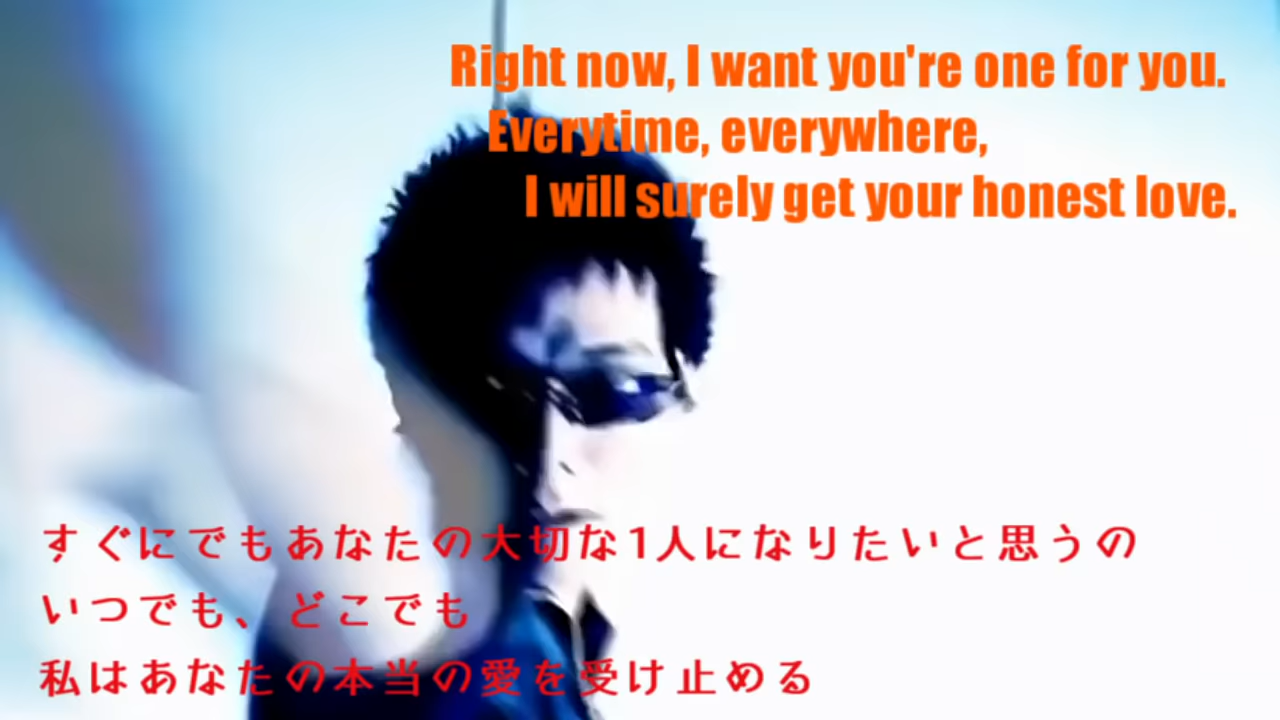 Right now, I want you're one for you.
Everytime, everywhere,
I will surely get your honest love.
すぐにでもあなたの大切な1人になりたいと思うの
いつでも、どこでも
私はあなたの本当の愛を受け止める